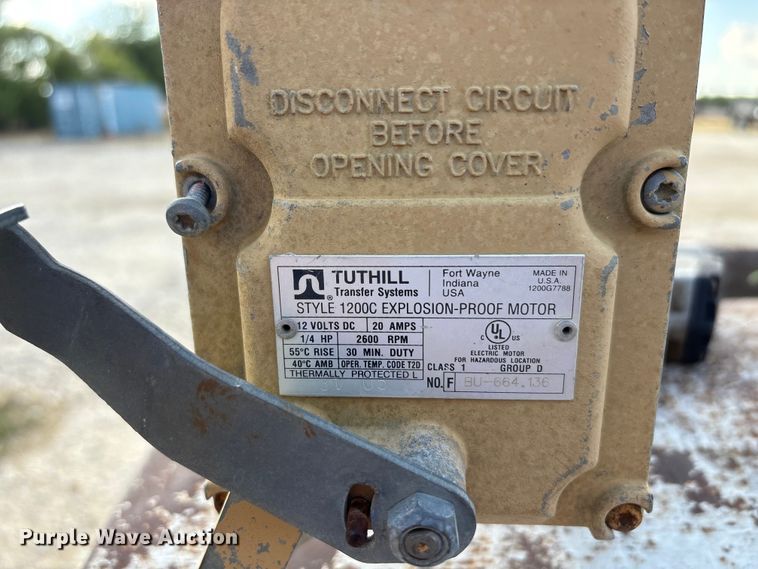 DISCONNECT CIRCUIT
BEFORE
OPENING COVER
TUTHILL
Transfer Systems
Fort Wayne
Indiana
USA
MADE IN
U.S.A.
1200G7788
STYLE 1200C EXPLOSION-PROOF MOTOR
12 VOLTS DC 20 AMPS
1/4 HP 2600 RPM
55°C RISE 30 MIN. DUTY
40°C AMB OPER. TEMP. CODE T2D
THERMALLY PROTECTED L
C UL US
LISTED
ELECTRIC MOTOR
FOR HAZARDOUS LOCATION
CLASS 1 GROUP D
NO. F BU-664,136
Purple Wave Auction